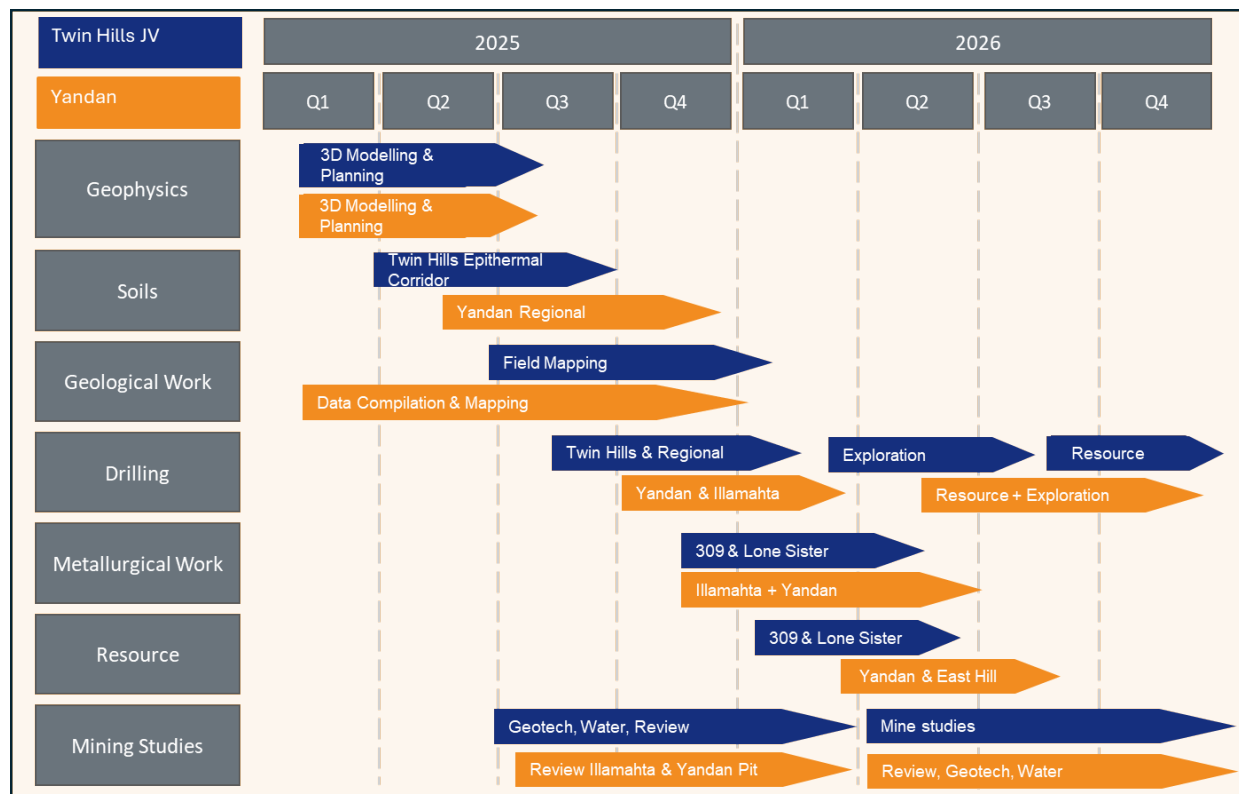 Twin Hills JV
2025
2026
Yandan
Q1
Q2
Q3
Q4
Q1
Q2
Q3
Q4
Geophysics
3D Modelling &
Planning
3D Modelling &
Planning
Soils
Twin Hills Epithermal
Corridor
Yandan Regional
Geological Work
Field Mapping
Data Compilation & Mapping
Drilling
Twin Hills & Regional
Exploration
Resource
Yandan & Illamahta
Resource + Exploration
Metallurgical Work
309 & Lone Sister
Illamahta + Yandan
Resource
309 & Lone Sister
Yandan & East Hill
Mining Studies
Geotech, Water, Review
Mine studies
Review Illamahta & Yandan Pit
Review, Geotech, Water